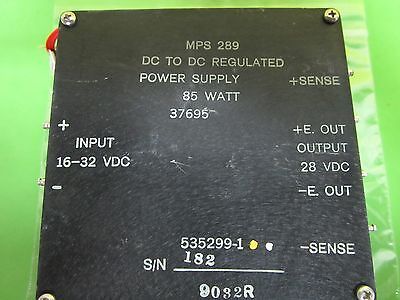 MPS 289
DC TO DC REGULATED
POWER SUPPLY
+SENSE
85 WATT
37695
+
+E. OUT
INPUT
OUTPUT
16-32 VDC
28 VDC
-
-E. OUT
535299-1
-SENSE
S/N 182
9032R